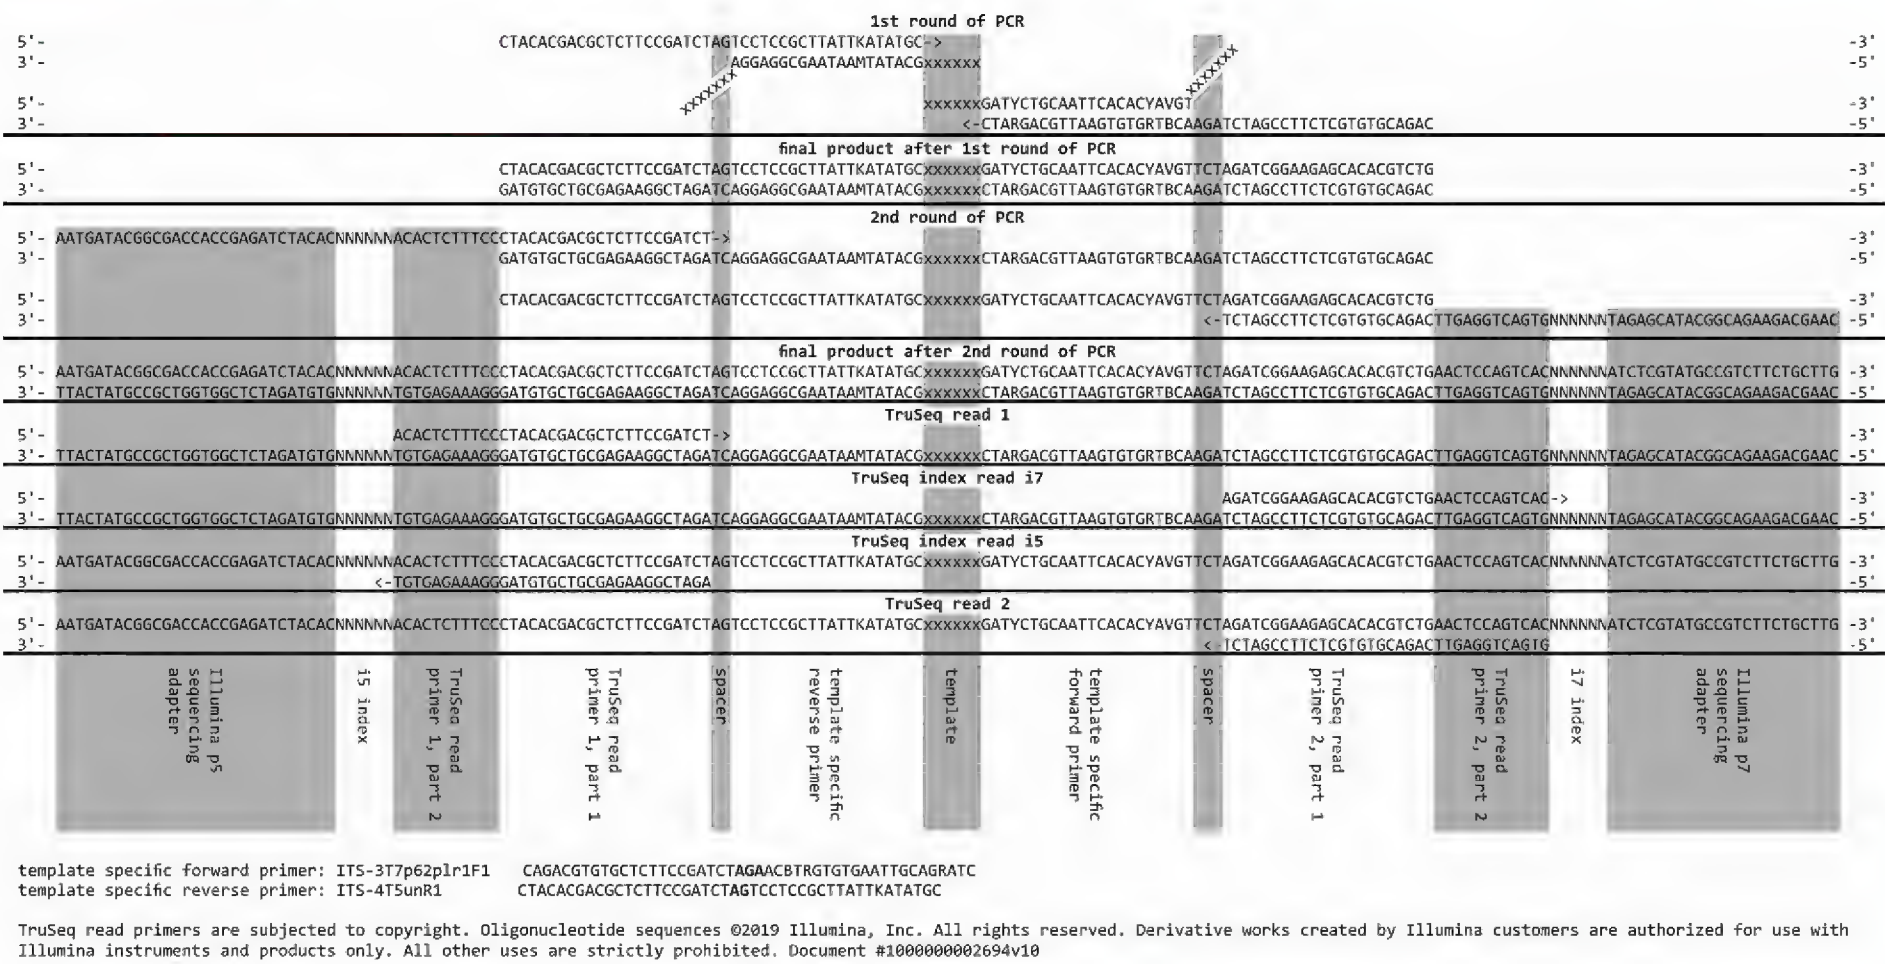 1st round of PCR
5'- CTACACGACGCTCTTCCGATCTAGTCCTCCGCTTATTKATATGC-> -3'
3'- AGGAGGCGAATAAMTATACGxxxxxx -5'
xxxxxxx xxxxxxx
5'- xxxxxxGATYCTGCAATTCACACYAVGT -3'
3'- <-CTARGACGTTAAGTGTGRTBCAAGATCTAGCCTTCTCGTGTGCAGAC -5'
final product after 1st round of PCR
5'- CTACACGACGCTCTTCCGATCTAGTCCTCCGCTTATTKATATGCxxxxxxGATYCTGCAATTCACACYAVGTTCTAGATCGGAAGAGCACACGTCTG -3'
3'- GATGTGCTGCGAGAAGGCTAGATCAGGAGGCGAATAAMTATACGxxxxxxCTARGACGTTAAGTGTGRTBCAAGATCTAGCCTTCTCGTGTGCAGAC -5'
2nd round of PCR
5'- AATGATACGGCGACCACCGAGATCTACACNNNNNNACACTCTTTCCCTACACGACGCTCTTCCGATCT-> -3'
3'- GATGTGCTGCGAGAAGGCTAGATCAGGAGGCGAATAAMTATACGxxxxxxCTARGACGTTAAGTGTGRTBCAAGATCTAGCCTTCTCGTGTGCAGAC -5'
5'- CTACACGACGCTCTTCCGATCTAGTCCTCCGCTTATTKATATGCxxxxxxGATYCTGCAATTCACACYAVGTTCTAGATCGGAAGAGCACACGTCTG -3'
3'- <-TCTAGCCTTCTCGTGTGCAGACTTGAGGTCAGTGNNNNNNTAGAGCATACGGCAGAAGACGAAC -5'
final product after 2nd round of PCR
5'- AATGATACGGCGACCACCGAGATCTACACNNNNNNACACTCTTTCCCTACACGACGCTCTTCCGATCTAGTCCTCCGCTTATTKATATGCxxxxxxGATYCTGCAATTCACACYAVGTTCTAGATCGGAAGAGCACACGTCTGAACTCCAGTCACNNNNNNATCTCGTATGCCGTCTTCTGCTTG -3'
3'- TTACTATGCCGCTGGTGGCTCTAGATGTGNNNNNNTGTGAGAAAGGGATGTGCTGCGAGAAGGCTAGATCAGGAGGCGAATAAMTATACGxxxxxxCTARGACGTTAAGTGTGRTBCAAGATCTAGCCTTCTCGTGTGCAGACTTGAGGTCAGTGNNNNNNTAGAGCATACGGCAGAAGACGAAC -5'
TruSeq read 1
5'- ACACTCTTTCCCTACACGACGCTCTTCCGATCT-> -3'
3'- TTACTATGCCGCTGGTGGCTCTAGATGTGNNNNNNTGTGAGAAAGGGATGTGCTGCGAGAAGGCTAGATCAGGAGGCGAATAAMTATACGxxxxxxCTARGACGTTAAGTGTGRTBCAAGATCTAGCCTTCTCGTGTGCAGACTTGAGGTCAGTGNNNNNNTAGAGCATACGGCAGAAGACGAAC -5'
TruSeq index read i7
5'- AGATCGGAAGAGCACACGTCTGAACTCCAGTCAC-> -3'
3'- TTACTATGCCGCTGGTGGCTCTAGATGTGNNNNNNTGTGAGAAAGGGATGTGCTGCGAGAAGGCTAGATCAGGAGGCGAATAAMTATACGxxxxxxCTARGACGTTAAGTGTGRTBCAAGATCTAGCCTTCTCGTGTGCAGACTTGAGGTCAGTGNNNNNNTAGAGCATACGGCAGAAGACGAAC -5'
TruSeq index read i5
5'- AATGATACGGCGACCACCGAGATCTACACNNNNNNACACTCTTTCCCTACACGACGCTCTTCCGATCTAGTCCTCCGCTTATTKATATGCxxxxxxGATYCTGCAATTCACACYAVGTTCTAGATCGGAAGAGCACACGTCTGAACTCCAGTCACNNNNNNATCTCGTATGCCGTCTTCTGCTTG -3'
3'- <-TGTGAGAAAGGGATGTGCTGCGAGAAGGCTAGA -5'
TruSeq read 2
5'- AATGATACGGCGACCACCGAGATCTACACNNNNNNACACTCTTTCCCTACACGACGCTCTTCCGATCTAGTCCTCCGCTTATTKATATGCxxxxxxGATYCTGCAATTCACACYAVGTTCTAGATCGGAAGAGCACACGTCTGAACTCCAGTCACNNNNNNATCTCGTATGCCGTCTTCTGCTTG -3'
3'- <-TCTAGCCTTCTCGTGTGCAGACTTGAGGTCAGTG -5'
Illumina p5
sequencing
adapter
i5 index
TruSeq read
primer 1, part 2
TruSeq read
primer 1, part 1
spacer
template specific
reverse primer
template
template specific
forward primer
spacer
TruSeq read
primer 2, part 1
TruSeq read
primer 2, part 2
i7 index
Illumina p7
sequencing
adapter
template specific forward primer: ITS-3T7p62plr1F1 CAGACGTGTGCTCTTCCGATCTAGAACBTRGTGTGAATTGCAGRATC
template specific reverse primer: ITS-4T5unR1 CTACACGACGCTCTTCCGATCTAGTCCTCCGCTTATTKATATGC
TruSeq read primers are subjected to copyright. Oligonucleotide sequences ©2019 Illumina, Inc. All rights reserved. Derivative works created by Illumina customers are authorized for use with
Illumina instruments and products only. All other uses are strictly prohibited. Document #1000000002694v10